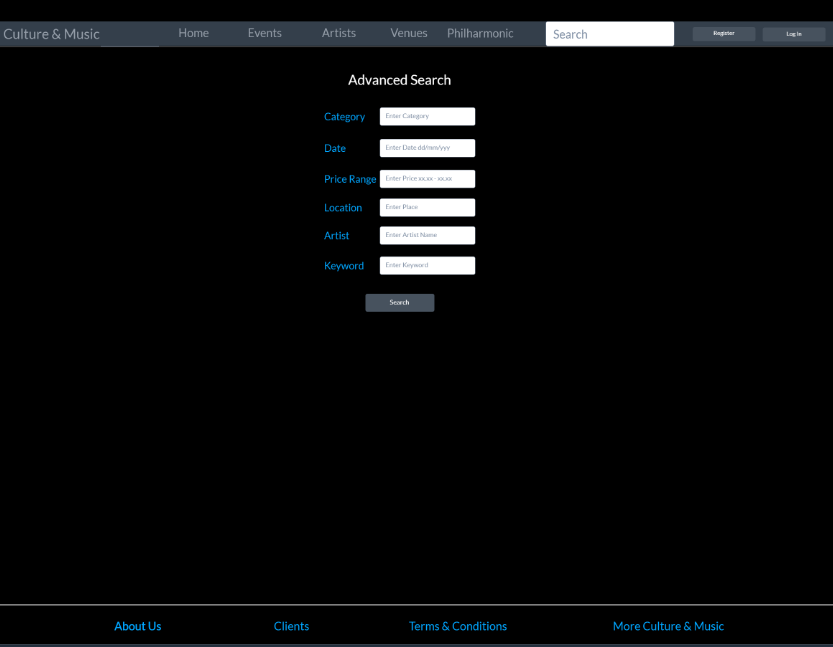 Culture & Music Home Events Artists Venues Philharmonic Search Register Log In
Advanced Search
Category Enter Category
Date Enter Date dd/mm/yyy
Price Range Enter Price xx.xx - xx.xx
Location Enter Place
Artist Enter Artist Name
Keyword Enter Keyword
Search
About Us Clients Terms & Conditions More Culture & Music